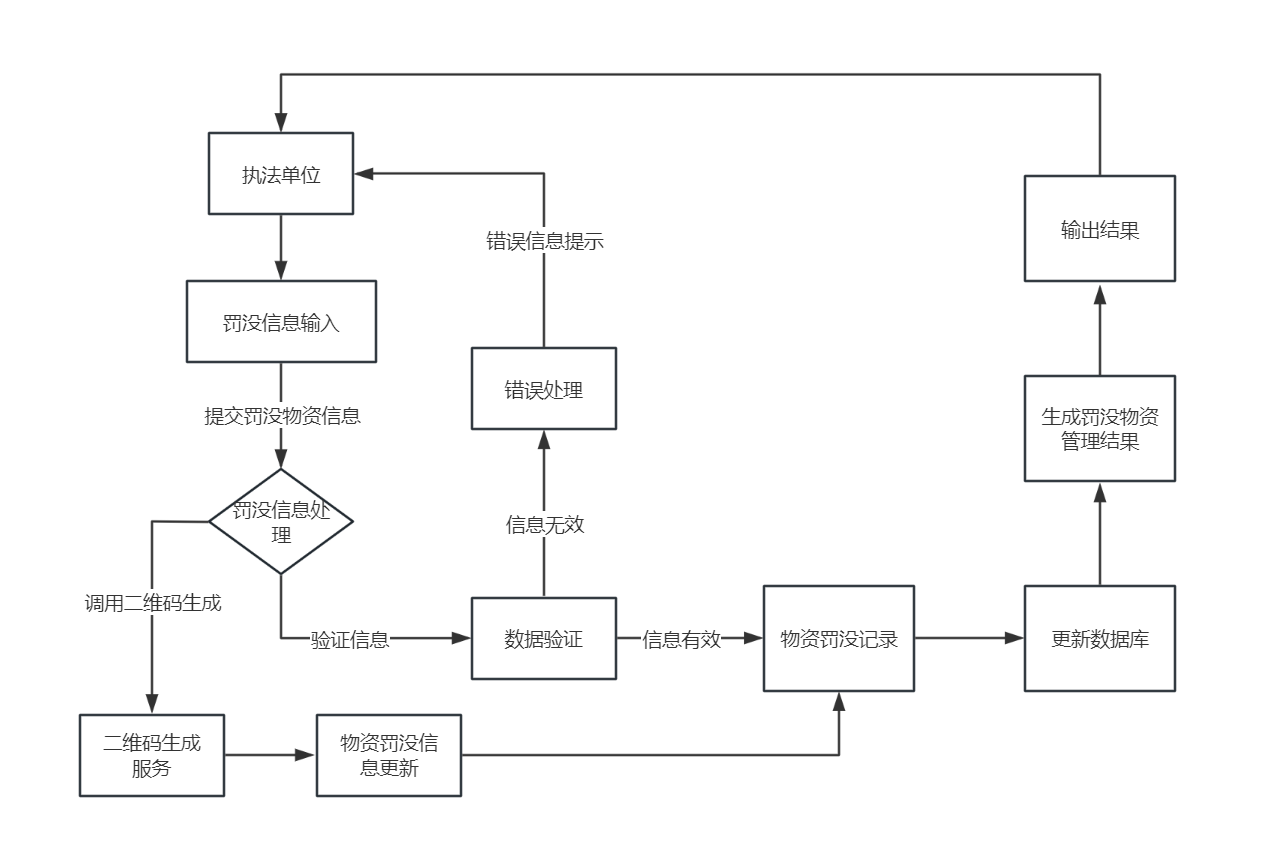 执法单位
输出结果
错误信息提示
罚没信息输入
错误处理
提交罚没物资信息
生成罚没物资
管理结果
罚没信息处
理
信息无效
调用二维码生成
验证信息
数据验证
信息有效
物资罚没记录
更新数据库
二维码生成
服务
物资罚没信
息更新